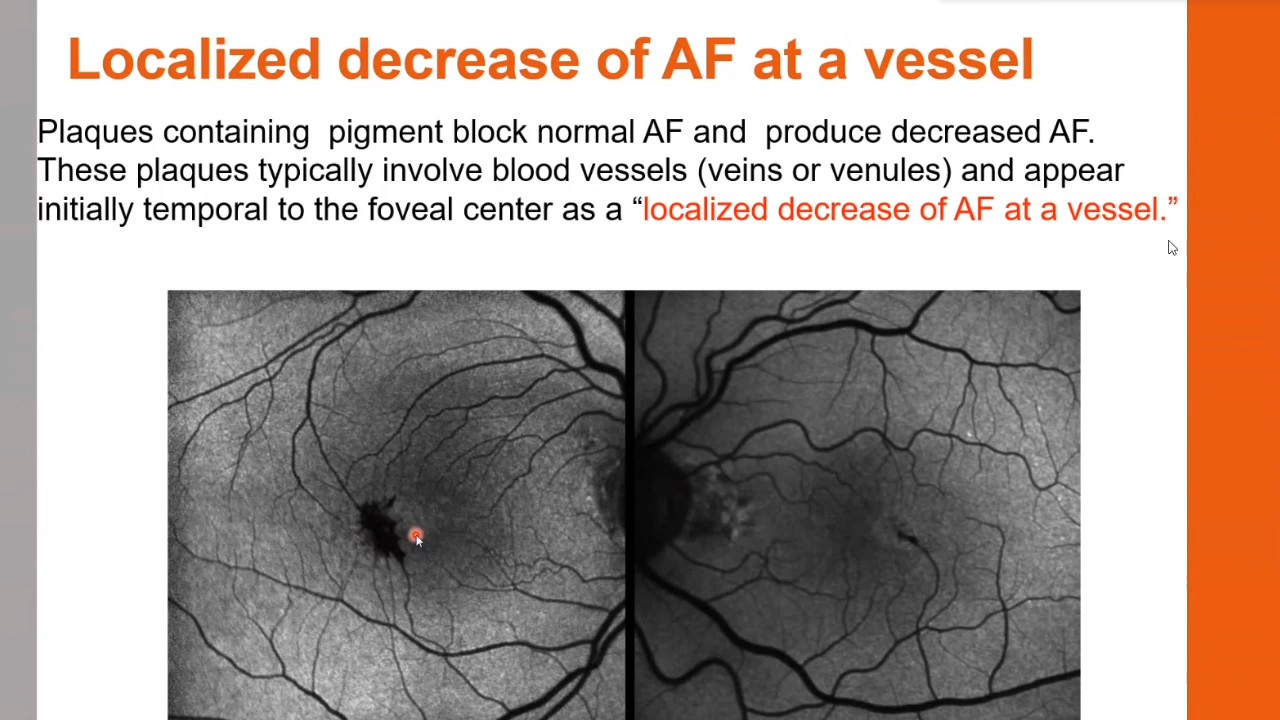 Localized decrease of AF at a vessel
Plaques containing  pigment block normal AF and  produce decreased AF.
These plaques typically involve blood vessels (veins or venules) and appear
initially temporal to the foveal center as a “localized decrease of AF at a vessel.”